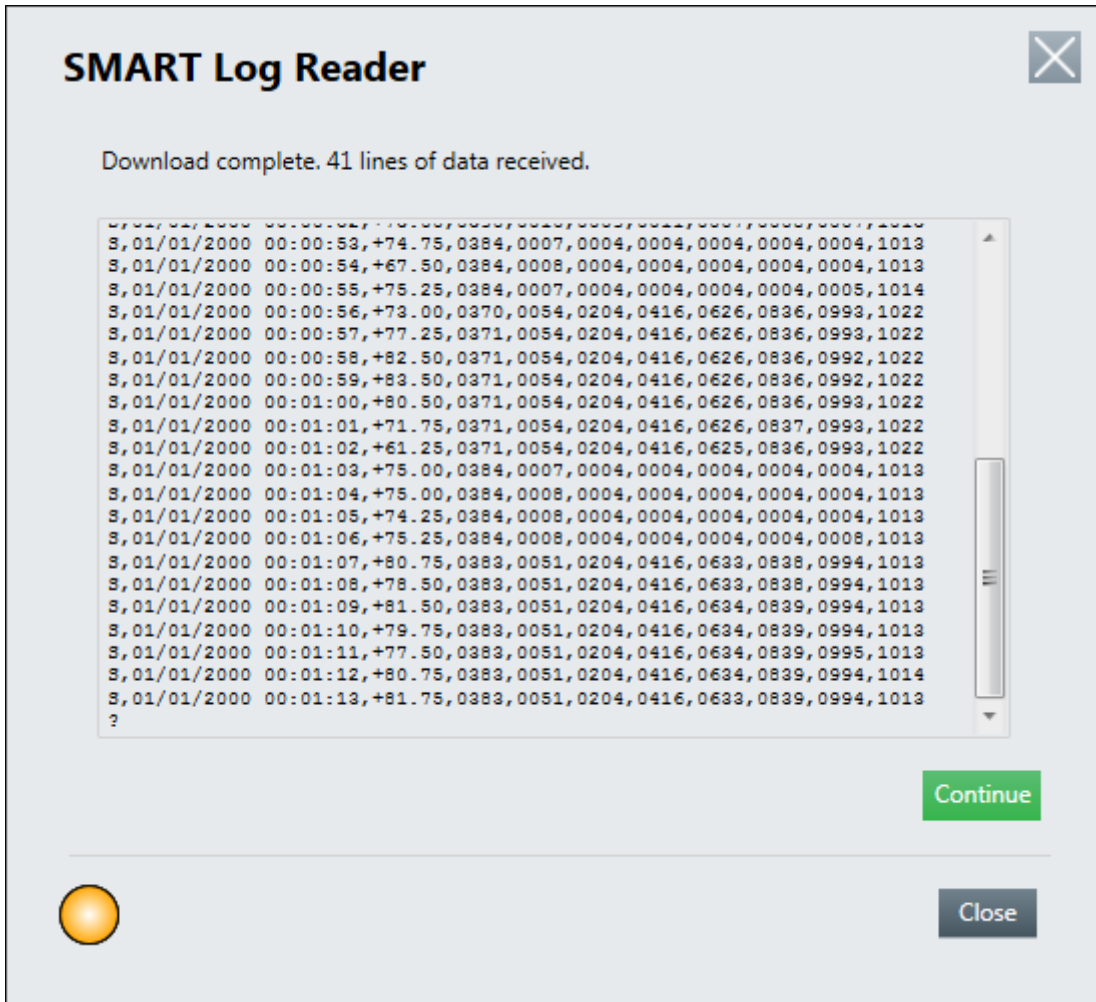 SMART Log Reader
Download complete. 41 lines of data received.
S,01/01/2000 00:00:53,+74.75,0384,0007,0004,0004,0004,0004,0004,1013
S,01/01/2000 00:00:54,+67.50,0384,0008,0004,0004,0004,0004,0004,1013
S,01/01/2000 00:00:55,+75.25,0384,0007,0004,0004,0004,0004,0005,1014
S,01/01/2000 00:00:56,+73.00,0370,0054,0204,0416,0626,0836,0993,1022
S,01/01/2000 00:00:57,+77.25,0371,0054,0204,0416,0626,0836,0993,1022
S,01/01/2000 00:00:58,+82.50,0371,0054,0204,0416,0626,0836,0992,1022
S,01/01/2000 00:00:59,+83.50,0371,0054,0204,0416,0626,0836,0992,1022
S,01/01/2000 00:01:00,+80.50,0371,0054,0204,0416,0626,0836,0993,1022
S,01/01/2000 00:01:01,+71.75,0371,0054,0204,0416,0626,0837,0993,1022
S,01/01/2000 00:01:02,+61.25,0371,0054,0204,0416,0625,0836,0993,1022
S,01/01/2000 00:01:03,+75.00,0384,0007,0004,0004,0004,0004,0004,1013
S,01/01/2000 00:01:04,+75.00,0384,0008,0004,0004,0004,0004,0004,1013
S,01/01/2000 00:01:05,+74.25,0384,0008,0004,0004,0004,0004,0004,1013
S,01/01/2000 00:01:06,+75.25,0384,0008,0004,0004,0004,0004,0008,1013
S,01/01/2000 00:01:07,+80.75,0383,0051,0204,0416,0633,0838,0994,1013
S,01/01/2000 00:01:08,+78.50,0383,0051,0204,0416,0633,0838,0994,1013
S,01/01/2000 00:01:09,+81.50,0383,0051,0204,0416,0634,0839,0994,1013
S,01/01/2000 00:01:10,+79.75,0383,0051,0204,0416,0634,0839,0994,1013
S,01/01/2000 00:01:11,+77.50,0383,0051,0204,0416,0634,0839,0995,1013
S,01/01/2000 00:01:12,+80.75,0383,0051,0204,0416,0634,0839,0994,1014
S,01/01/2000 00:01:13,+81.75,0383,0051,0204,0416,0633,0839,0994,1013
?
Continue
Close